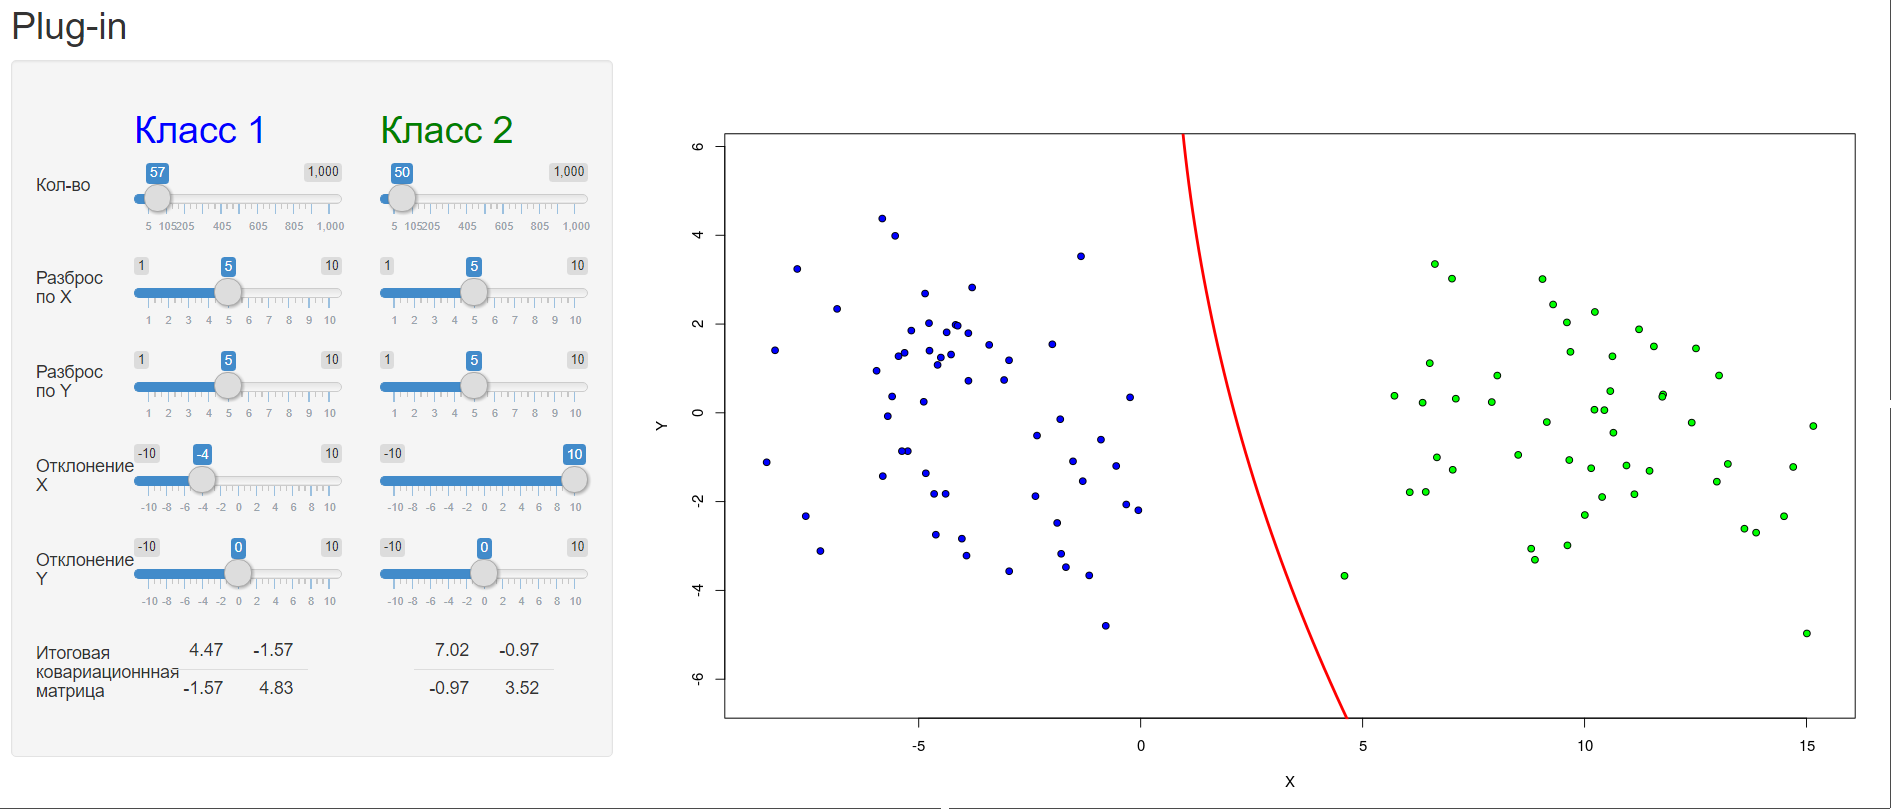 Plug-in
Класс 1 Класс 2
Кол-во
57 1,000 50 1,000
5 105 205 405 605 805 1,000 5 105 205 405 605 805 1,000
Разброс
по X
1 5 10 1 5 10
1 2 3 4 5 6 7 8 9 10 1 2 3 4 5 6 7 8 9 10
Разброс
по Y
1 5 10 1 5 10
1 2 3 4 5 6 7 8 9 10 1 2 3 4 5 6 7 8 9 10
Отклонение
X
-10 -4 10 -10 10
-10 -8 -6 -4 -2 0 2 4 6 8 10 -10 -8 -6 -4 -2 0 2 4 6 8 10
Отклонение
Y
-10 0 10 -10 0 10
-10 -8 -6 -4 -2 0 2 4 6 8 10 -10 -8 -6 -4 -2 0 2 4 6 8 10
Итоговая
ковариационнная
матрица
4.47 -1.57 7.02 -0.97
-1.57 4.83 -0.97 3.52
6
4
2
0
-2
-4
-6
Y
-5 0 5 10 15
X